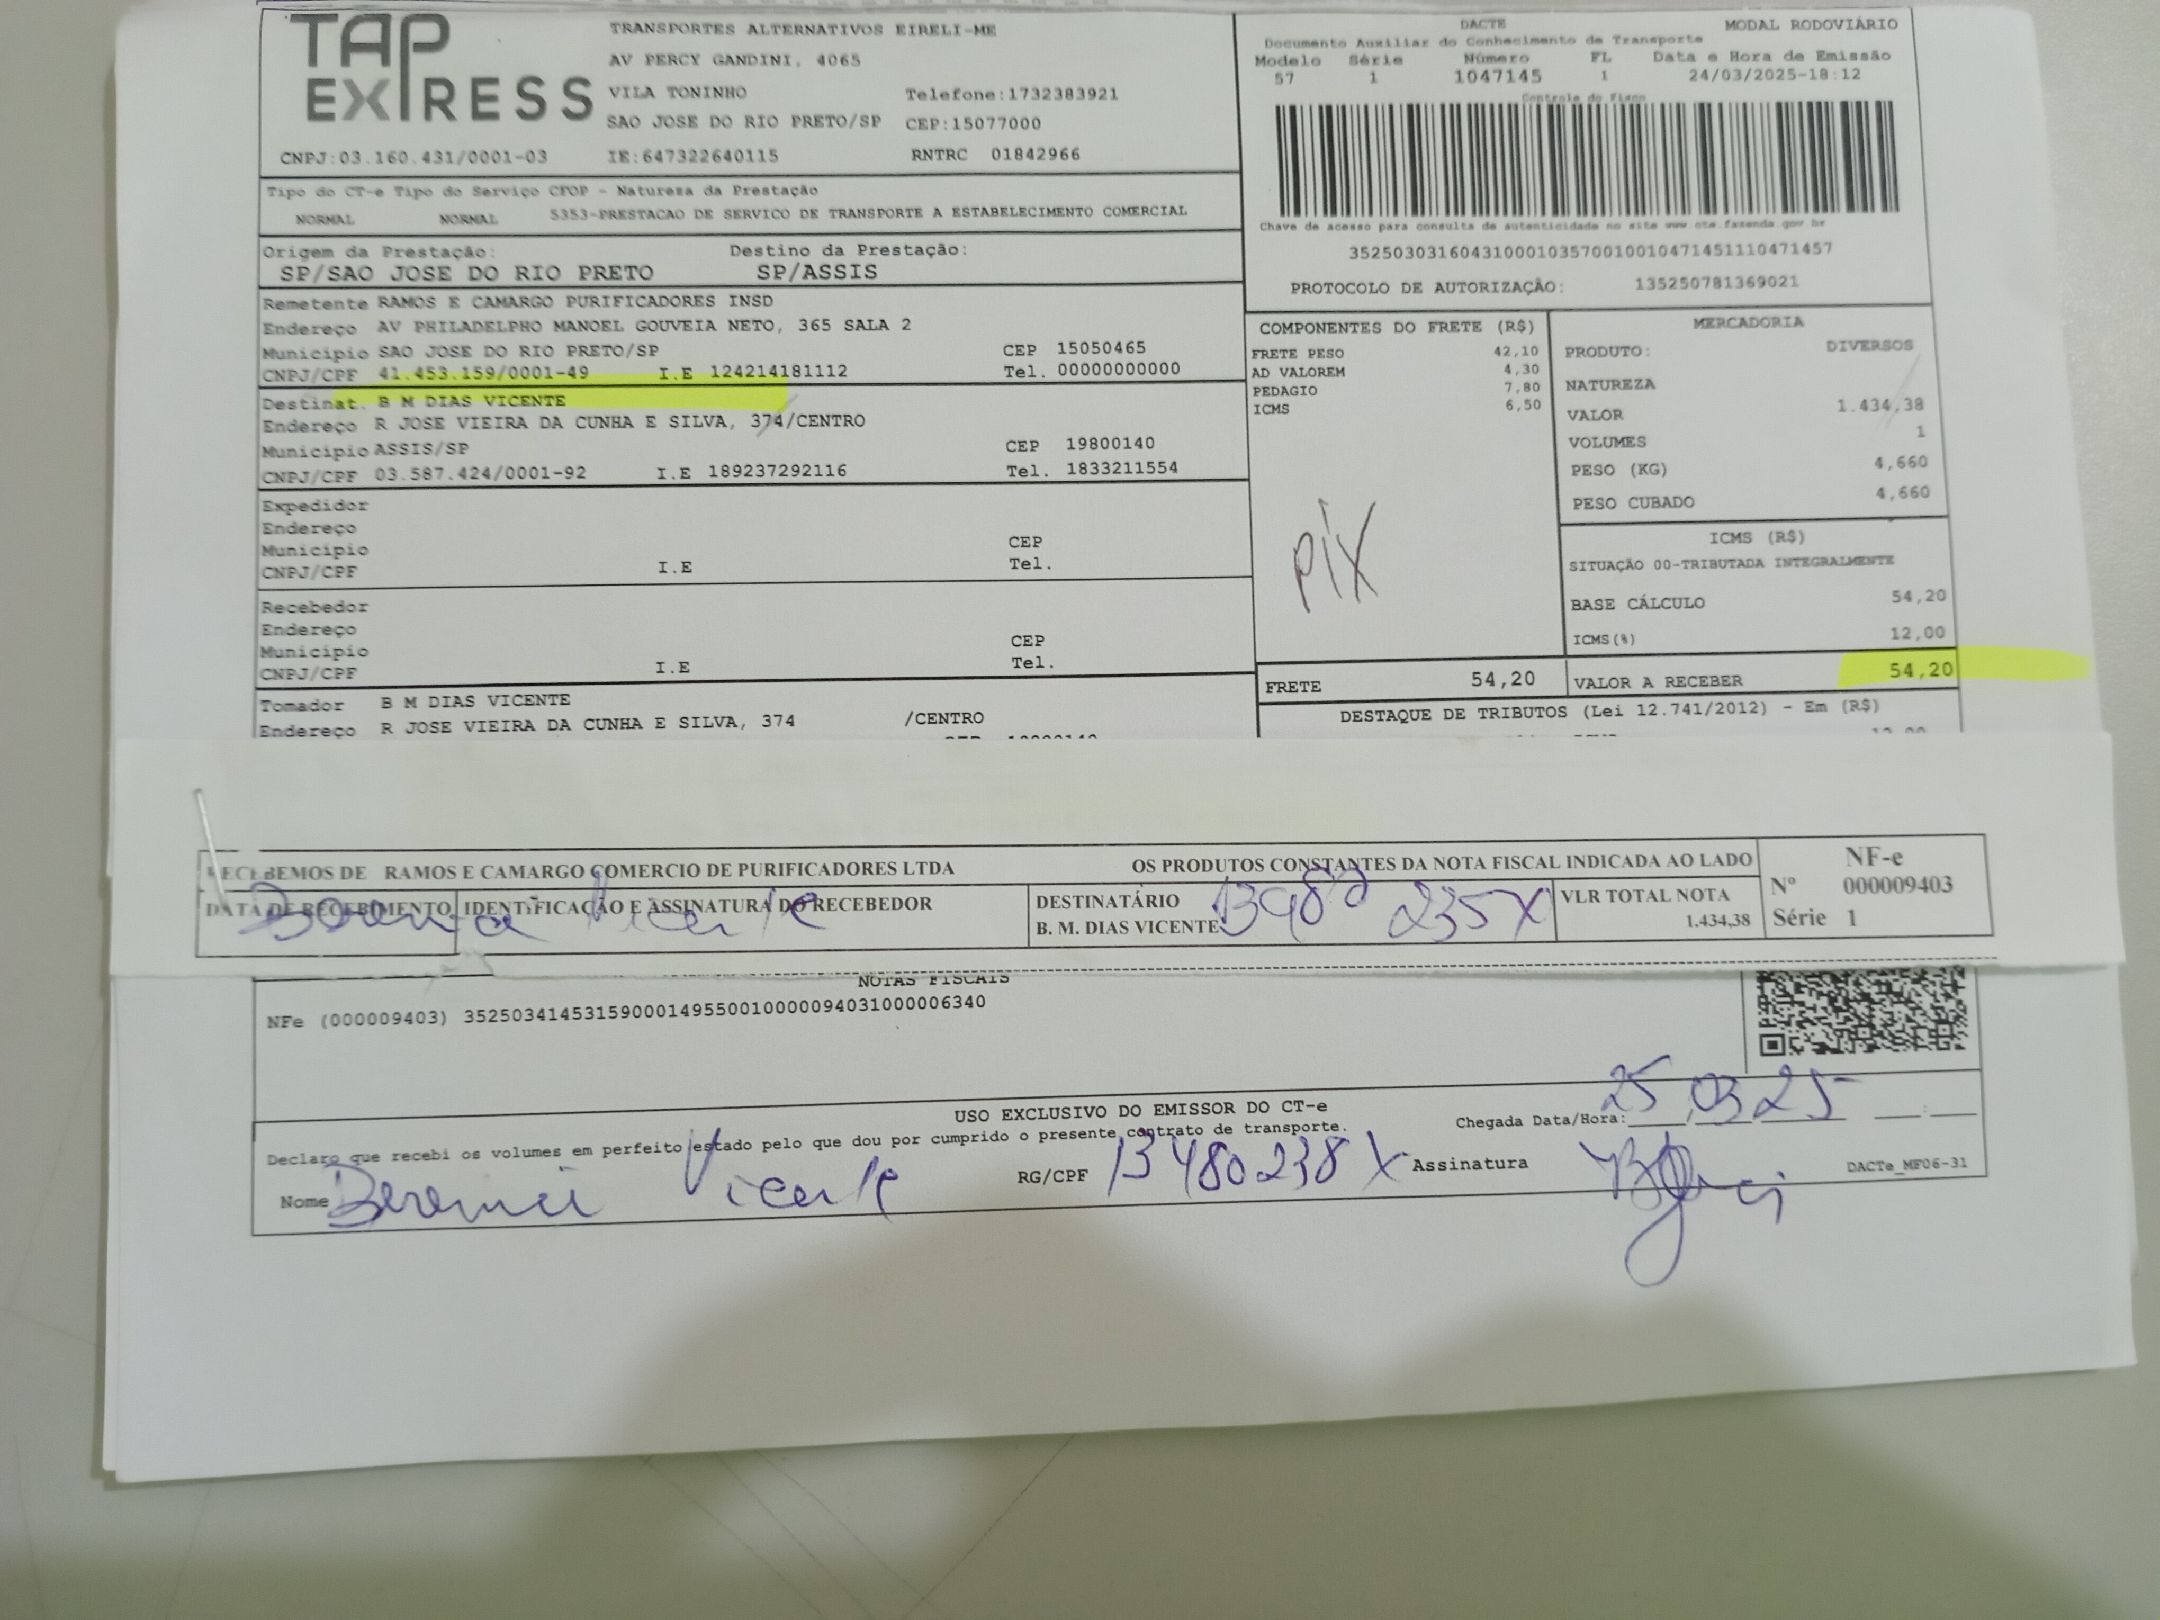 TAP EXPRESS
TRANSPORTES ALTERNATIVOS EIRELI-ME
AV PERCY GANDINI, 4065
VILA TONINHO Telefone:1732383921
SAO JOSE DO RIO PRETO/SP CEP:15077000
CNPJ:03.160.431/0001-03 IE:647322640115 RNTRC 01842966
DACTE MODAL RODOVIÁRIO
Documento Auxiliar do Conhecimento de Transporte
Modelo Série Número FL Data e Hora de Emissão
57 1 1047145 1 24/03/2025-18:12
Controle do Fisco
Chave de acesso para consulta de autenticidade no site www.cte.fazenda.gov.br
35250303160431000103570010010471451110471457
PROTOCOLO DE AUTORIZAÇÃO: 135250781369021
Tipo do CT-e Tipo do Serviço CFOP - Natureza da Prestação
NORMAL NORMAL 5353-PRESTACAO DE SERVICO DE TRANSPORTE A ESTABELECIMENTO COMERCIAL
Origem da Prestação: Destino da Prestação:
SP/SAO JOSE DO RIO PRETO SP/ASSIS
Remetente RAMOS E CAMARGO PURIFICADORES INSD
Endereço AV PHILADELPHO MANOEL GOUVEIA NETO, 365 SALA 2
Município SAO JOSE DO RIO PRETO/SP CEP 15050465
CNPJ/CPF 41.453.159/0001-49 I.E 124214181112 Tel. 00000000000
Destinat. B M DIAS VICENTE
Endereço R JOSE VIEIRA DA CUNHA E SILVA, 374/CENTRO
Município ASSIS/SP CEP 19800140
CNPJ/CPF 03.587.424/0001-92 I.E 189237292116 Tel. 1833211554
Expedidor
Endereço
Município CEP
CNPJ/CPF I.E Tel.
Recebedor
Endereço
Município CEP
CNPJ/CPF I.E Tel.
Tomador B M DIAS VICENTE
Endereço R JOSE VIEIRA DA CUNHA E SILVA, 374 /CENTRO
COMPONENTES DO FRETE (R$)
FRETE PESO 42,10
AD VALOREM 4,30
PEDAGIO 7,80
ICMS 6,50
PIX
FRETE 54,20
MERCADORIA
PRODUTO: DIVERSOS
NATUREZA
VALOR 1.434,38
VOLUMES 1
PESO (KG) 4,660
PESO CUBADO 4,660
ICMS (R$)
SITUAÇÃO 00-TRIBUTADA INTEGRALMENTE
BASE CÁLCULO 54,20
ICMS(%) 12,00
VALOR A RECEBER 54,20
DESTAQUE DE TRIBUTOS (Lei 12.741/2012) - Em (R$)
RECEBEMOS DE RAMOS E CAMARGO COMERCIO DE PURIFICADORES LTDA OS PRODUTOS CONSTANTES DA NOTA FISCAL INDICADA AO LADO
DATA DE RECEBIMENTO IDENTIFICAÇÃO E ASSINATURA DO RECEBEDOR
DESTINATÁRIO
B. M. DIAS VICENTE
VLR TOTAL NOTA
1.434,38
NF-e
Nº 000009403
Série 1
NOTAS FISCAIS
NFe (000009403) 35250341453159000149550010000094031000006340
USO EXCLUSIVO DO EMISSOR DO CT-e
Chegada Data/Hora: 25/03/25
Declaro que recebi os volumes em perfeito estado pelo que dou por cumprido o presente contrato de transporte.
Nome Berenici Vicente RG/CPF 13480238X Assinatura
DACTe_MF06-31